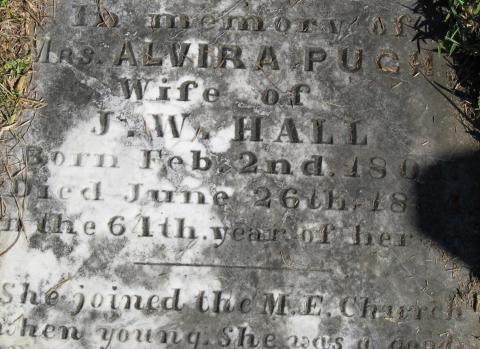 In memory of
Mrs. ALVIRA PUGH
Wife of
J. W. HALL
Born Feb. 2nd. 180
Died June 26th. 18
in the 64th. year of her
She joined the M. E. Church
when young. She was a good